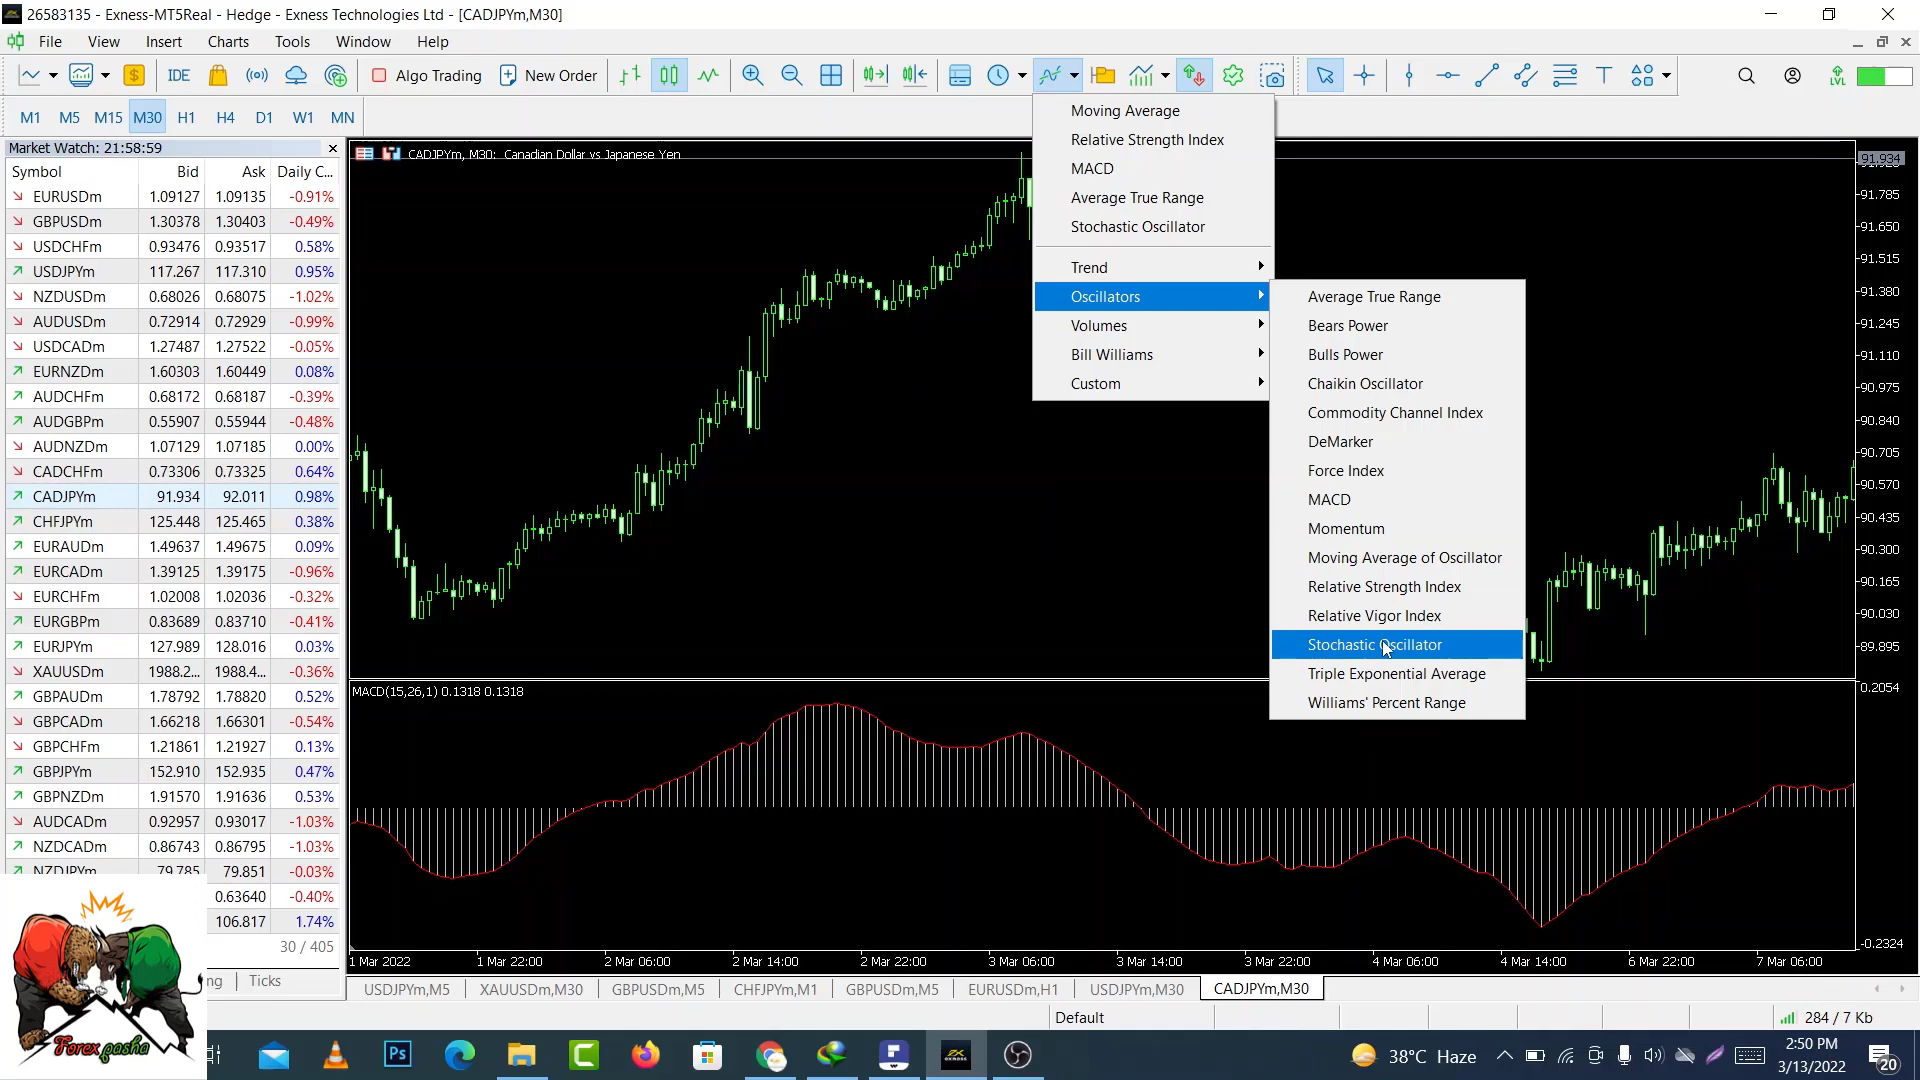 26583135 - Exness-MT5Real - Hedge - Exness Technologies Ltd - [CADJPYm,M30]
File View Insert Charts Tools Window Help
IDE Algo Trading New Order
M1 M5 M15 M30 H1 H4 D1 W1 MN
Market Watch: 21:58:59
Symbol Bid Ask Daily C...
EURUSDm 1.09127 1.09135 -0.91%
GBPUSDm 1.30378 1.30403 -0.49%
USDCHFm 0.93476 0.93517 0.58%
USDJPYm 117.267 117.310 0.95%
NZDUSDm 0.68026 0.68075 -1.02%
AUDUSDm 0.72914 0.72929 -0.99%
USDCADm 1.27487 1.27522 -0.05%
EURNZDm 1.60303 1.60449 0.08%
AUDCHFm 0.68172 0.68187 -0.39%
AUDGBPm 0.55907 0.55944 -0.48%
AUDNZDm 1.07129 1.07185 0.00%
CADCHFm 0.73306 0.73325 0.64%
CADJPYm 91.934 92.011 0.98%
CHFJPYm 125.448 125.465 0.38%
EURAUDm 1.49637 1.49675 0.09%
EURCADm 1.39125 1.39175 -0.96%
EURCHFm 1.02008 1.02036 -0.32%
EURGBPm 0.83689 0.83710 -0.41%
EURJPYm 127.989 128.016 0.03%
XAUUSDm 1988.2... 1988.4... -0.36%
GBPAUDm 1.78792 1.78820 0.52%
GBPCADm 1.66218 1.66301 -0.54%
GBPCHFm 1.21861 1.21927 0.13%
GBPJPYm 152.910 152.935 0.47%
GBPNZDm 1.91570 1.91636 0.53%
AUDCADm 0.92957 0.93017 -1.03%
NZDCADm 0.86743 0.86795 -1.03%
NZDJPYm 79.785 79.851 -0.03%
0.63640 -0.40%
106.817 1.74%
30 / 405
ng Ticks
Forex pasha
CADJPYm, M30: Canadian Dollar vs Japanese Yen
Moving Average
Relative Strength Index
MACD
Average True Range
Stochastic Oscillator
Trend
Oscillators
Volumes
Bill Williams
Custom
Average True Range
Bears Power
Bulls Power
Chaikin Oscillator
Commodity Channel Index
DeMarker
Force Index
MACD
Momentum
Moving Average of Oscillator
Relative Strength Index
Relative Vigor Index
Stochastic Oscillator
Triple Exponential Average
Williams' Percent Range
91.934
91.785
91.650
91.515
91.380
91.245
91.110
90.975
90.840
90.705
90.570
90.435
90.300
90.165
90.030
89.895
MACD(15,26,1) 0.1318 0.1318
0.2054
-0.2324
1 Mar 2022 1 Mar 22:00 2 Mar 06:00 2 Mar 14:00 2 Mar 22:00 3 Mar 06:00 3 Mar 14:00 3 Mar 22:00 4 Mar 06:00 4 Mar 14:00 6 Mar 22:00 7 Mar 06:00
USDJPYm,M5 XAUUSDm,M30 GBPUSDm,M5 CHFJPYm,M1 GBPUSDm,M5 EURUSDm,H1 USDJPYm,M30 CADJPYm,M30
Default 284 / 7 Kb
38°C Haze
2:50 PM
3/13/2022
20